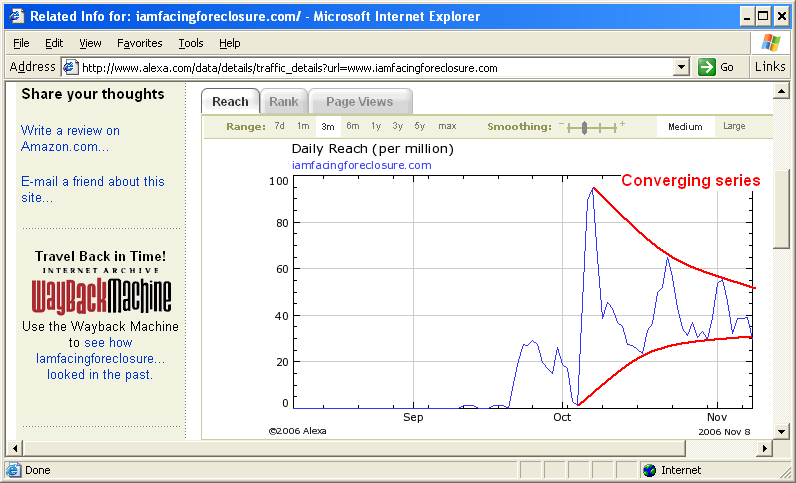 Related Info for: iamfacingforeclosure.com/ - Microsoft Internet Explorer
File Edit View Favorites Tools Help
Address http://www.alexa.com/data/details/traffic_details?url=www.iamfacingforeclosure.com Go Links
Share your thoughts
Write a review on
Amazon.com...
E-mail a friend about this
site...
Travel Back in Time!
INTERNET ARCHIVE
WayBackMachine
Use the Wayback Machine
to see how
Iamfacingforeclosure...
looked in the past.
Reach Rank Page Views
Range: 7d 1m 3m 6m 1y 3y 5y max Smoothing: - + Medium Large
Daily Reach (per million)
iamfacingforeclosure.com
Converging series
100
80
60
40
20
0
Sep Oct Nov
©2006 Alexa 2006 Nov 8
Done Internet